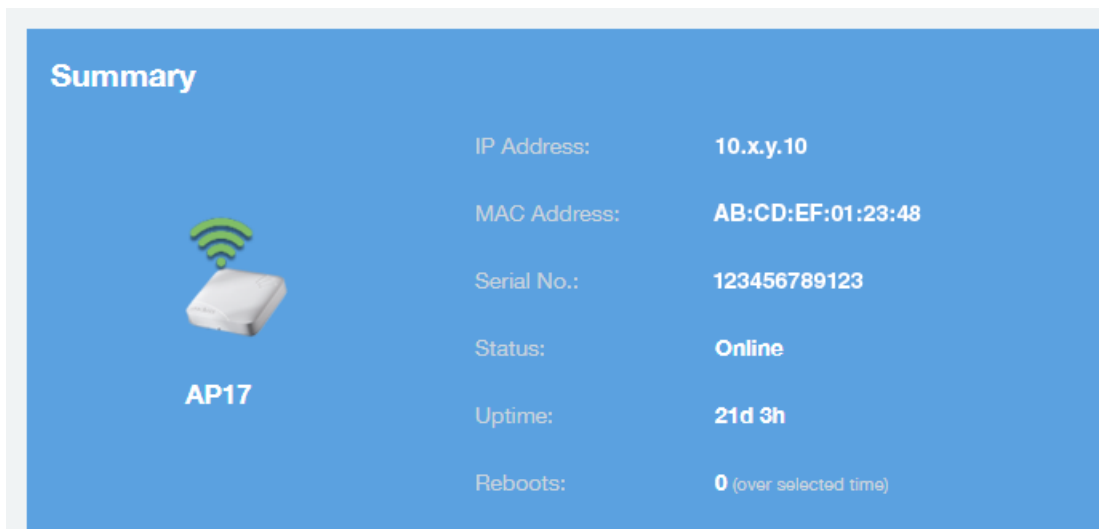 Summary
IP Address: 10.x.y.10
MAC Address: AB:CD:EF:01:23:48
Serial No.: 123456789123
Status: Online
AP17
Uptime: 21d 3h
Reboots: 0 (over selected time)